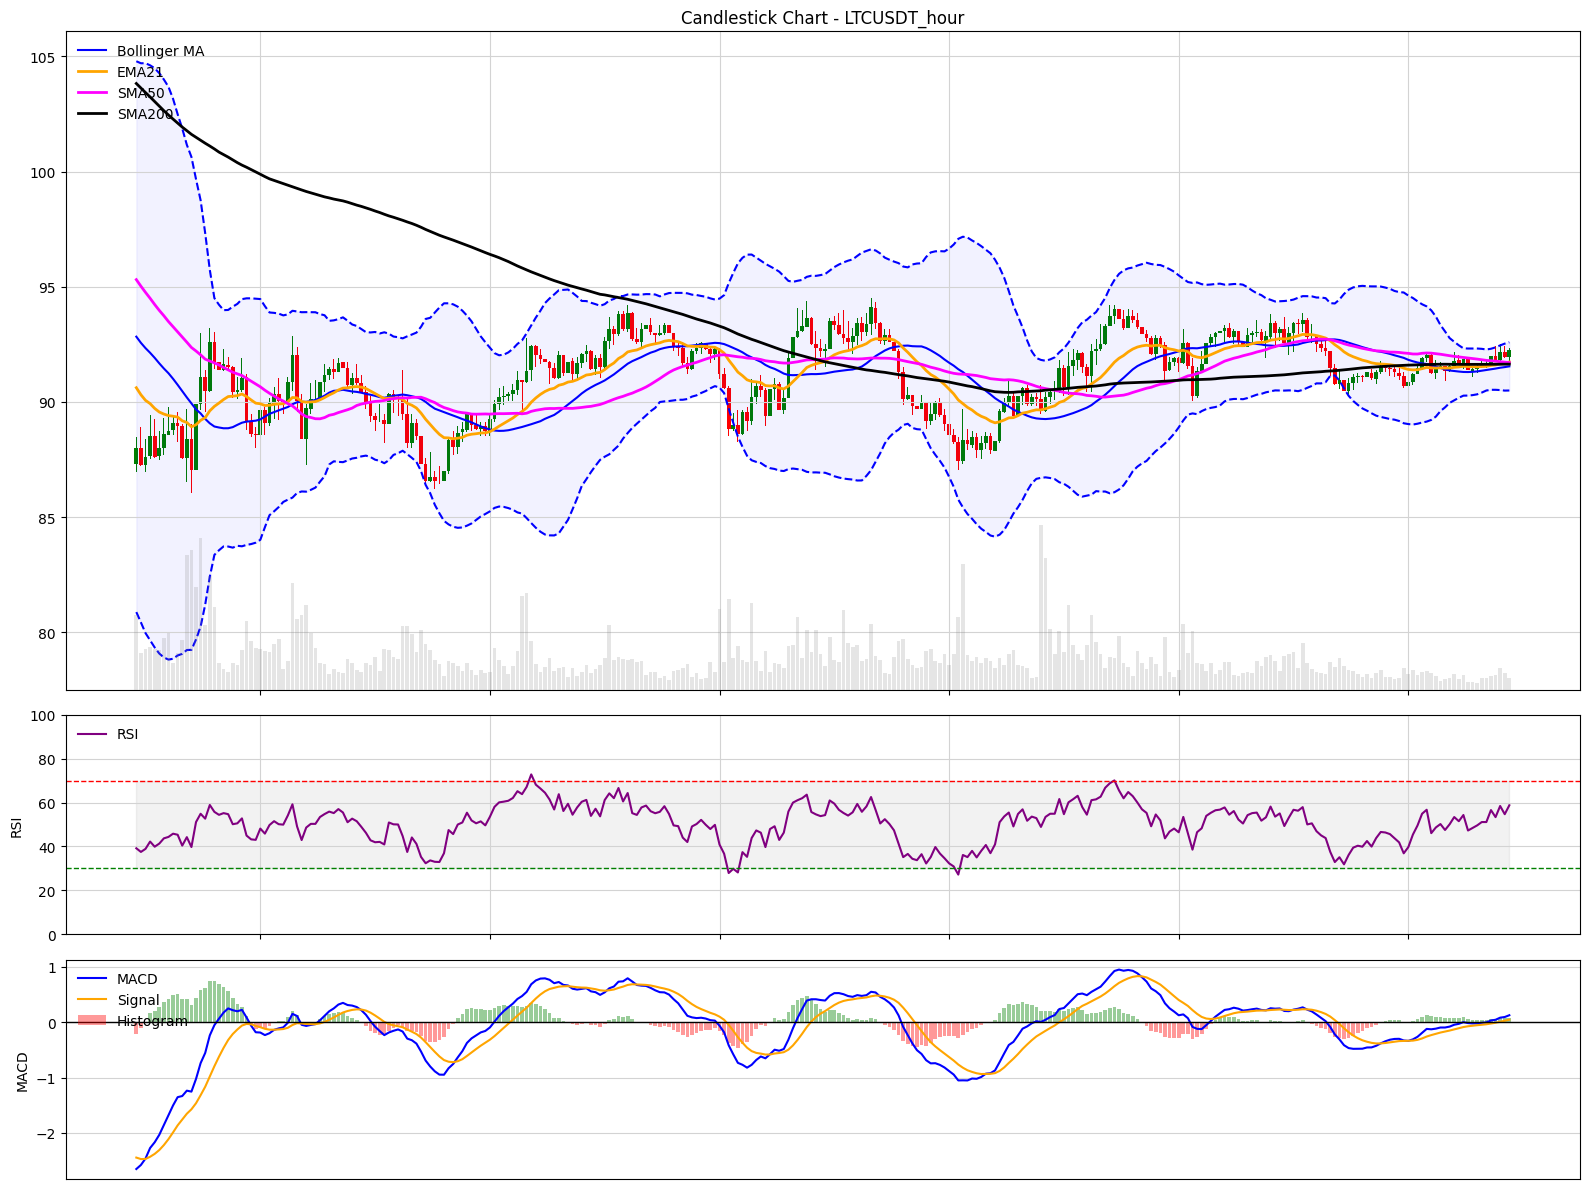 Candlestick Chart - LTCUSDT_hour
Bollinger MA
EMA21
SMA50
SMA200
105
100
95
90
85
80
RSI
100
80
60
40
20
0
RSI
MACD
Signal
Histogram
1
0
−1
−2
MACD